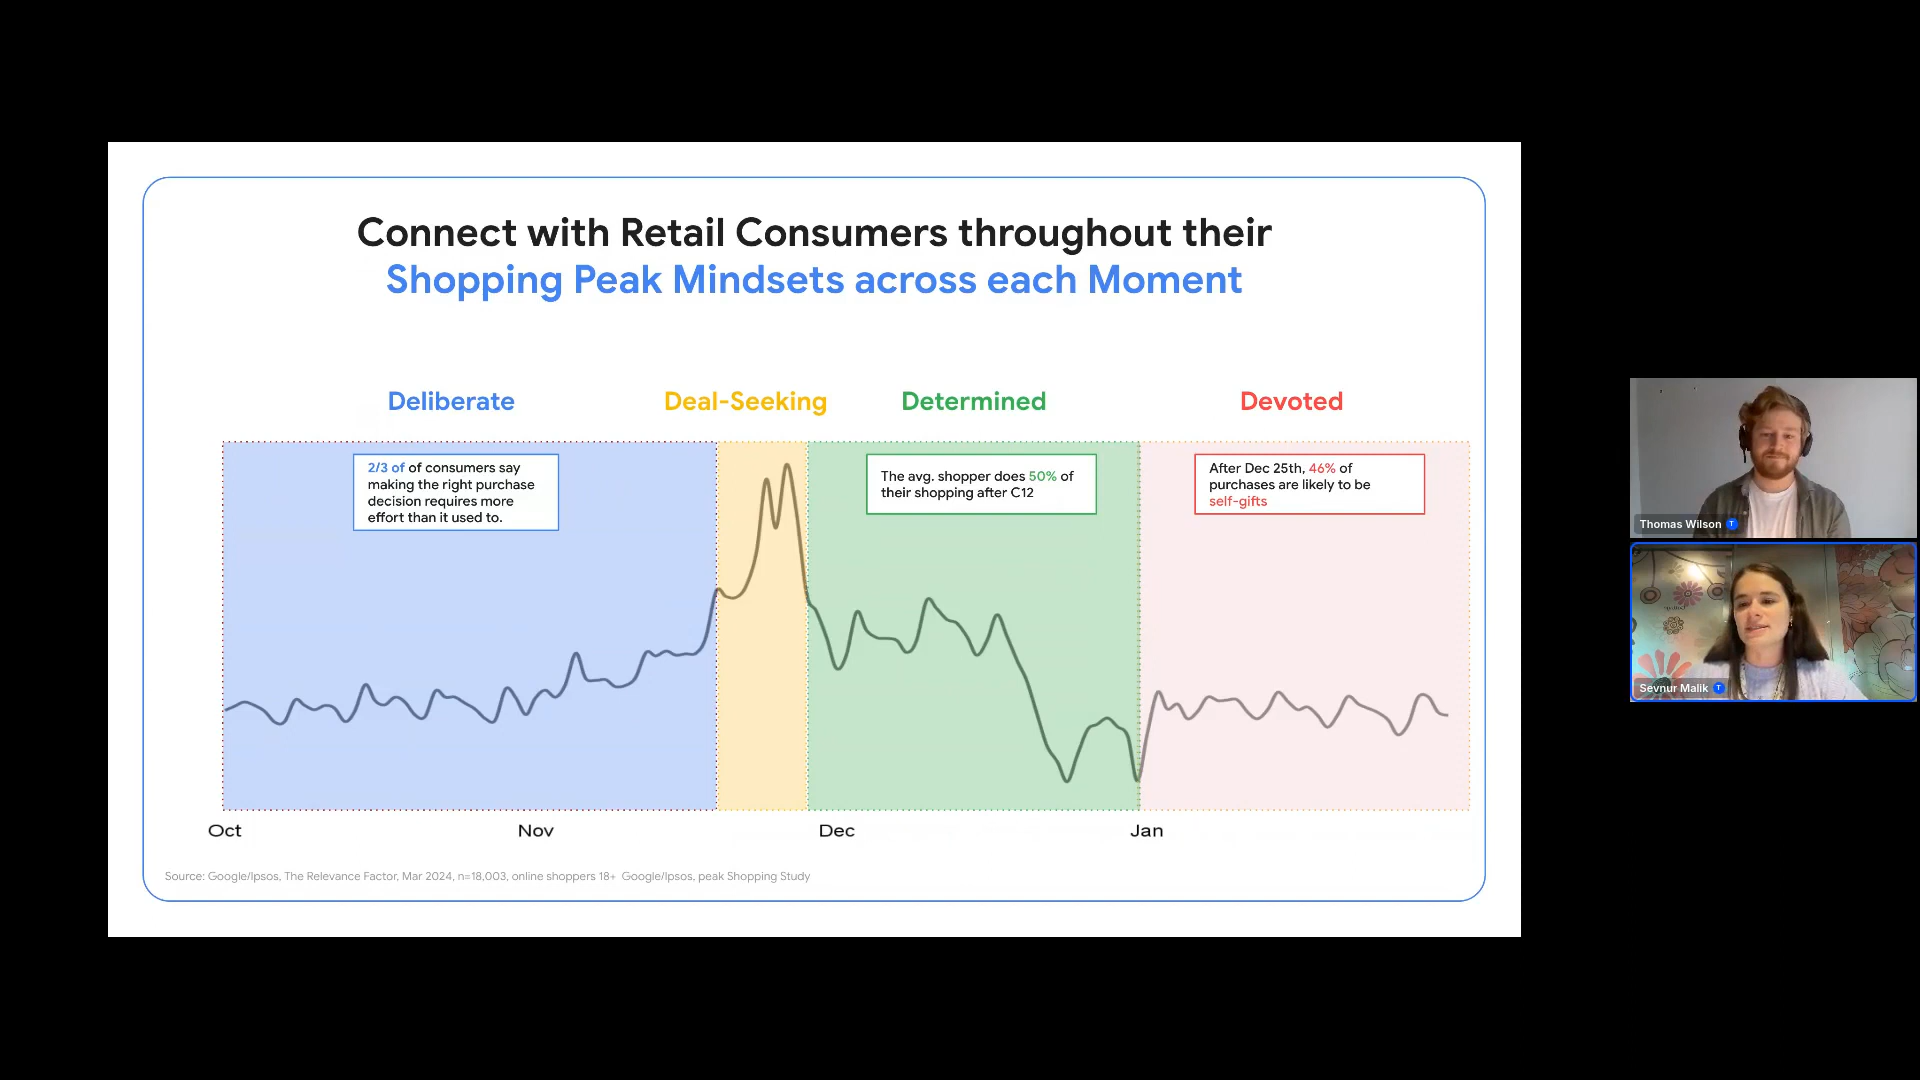 Connect with Retail Consumers throughout their
Shopping Peak Mindsets across each Moment
Deliberate
Deal-Seeking
Determined
Devoted
2/3 of of consumers say
making the right purchase
decision requires more
effort than it used to.
The avg. shopper does 50% of
their shopping after C12
After Dec 25th, 46% of
purchases are likely to be
self-gifts
Oct
Nov
Dec
Jan
Source: Google/Ipsos, The Relevance Factor, Mar 2024, n=18,003, online shoppers 18+ Google/Ipsos, peak Shopping Study
Thomas Wilson T
Sevnur Malik T